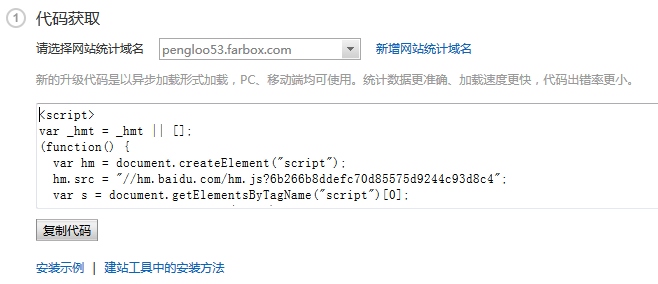 1 代码获取
请选择网站统计域名 pengloo53.farbox.com 新增网站统计域名
新的升级代码是以异步加载形式加载，PC、移动端均可使用。统计数据更准确、加载速度更快，代码出错率更小。
<script>
var _hmt = _hmt || [];
(function() {
  var hm = document.createElement("script");
  hm.src = "//hm.baidu.com/hm.js?6b266b8ddefc70d85575d9244c93d8c4";
  var s = document.getElementsByTagName("script")[0];
复制代码
安装示例 | 建站工具中的安装方法